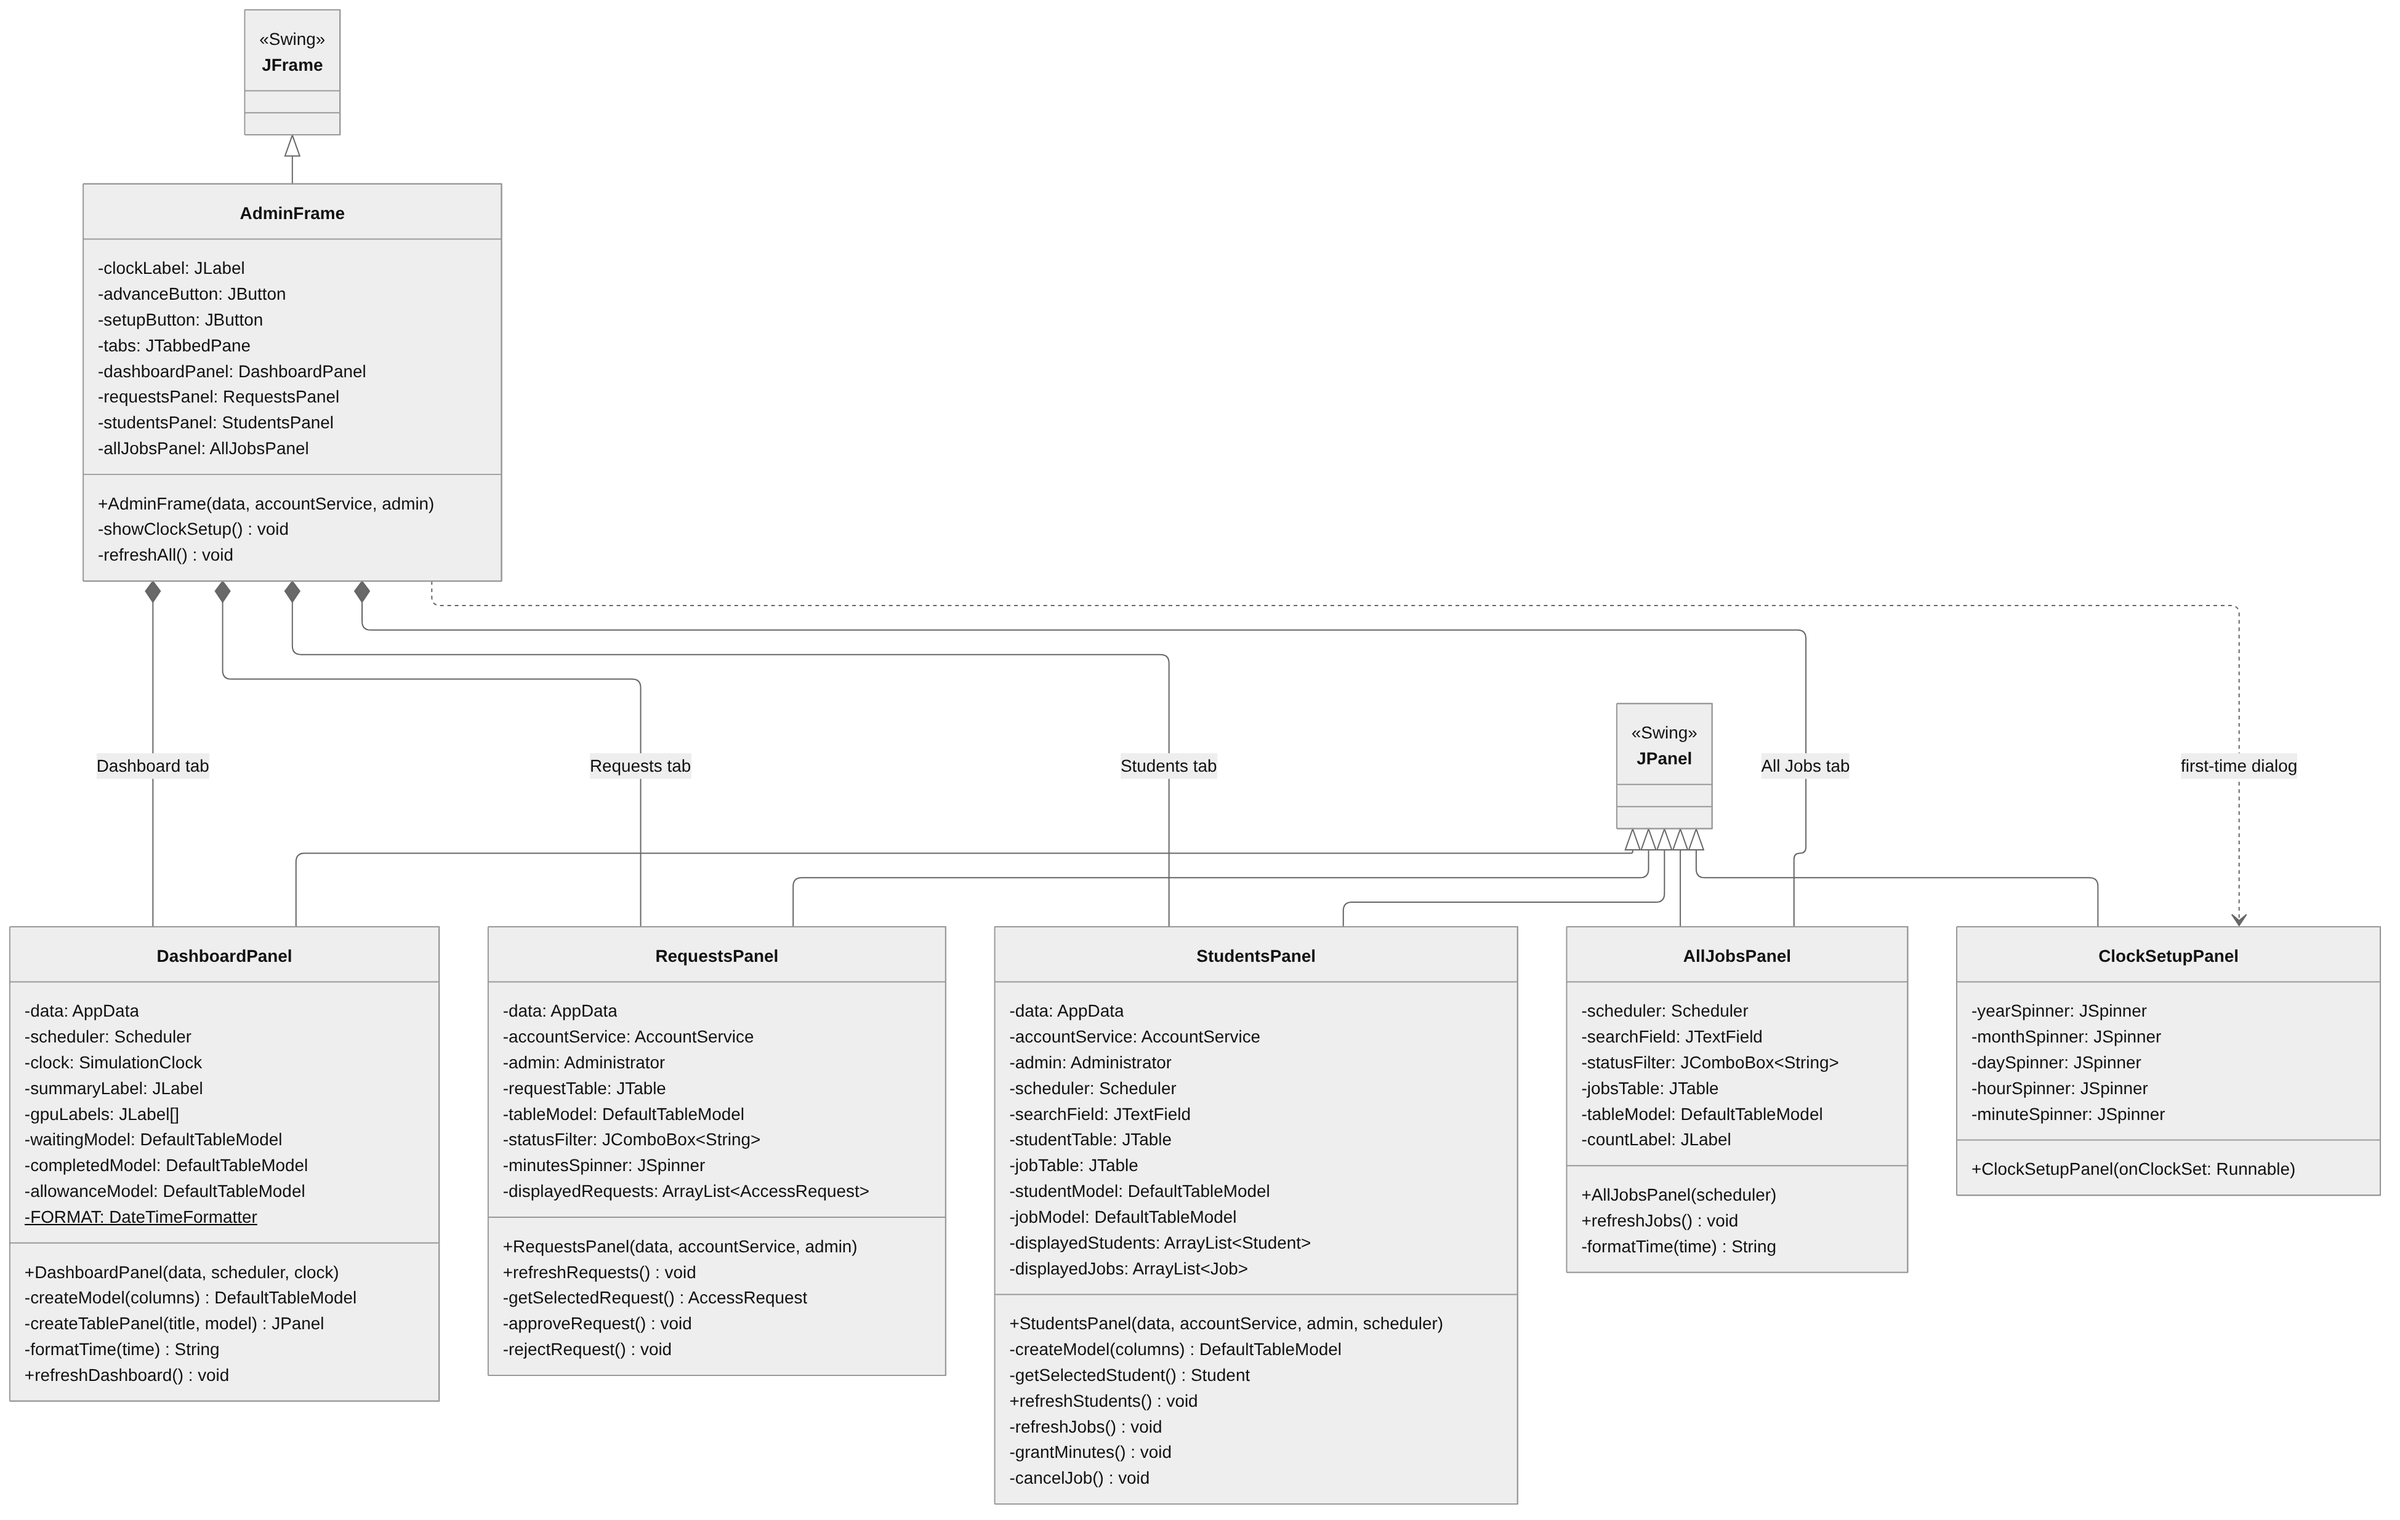 «Swing»
JFrame
AdminFrame
-clockLabel: JLabel
-advanceButton: JButton
-setupButton: JButton
-tabs: JTabbedPane
-dashboardPanel: DashboardPanel
-requestsPanel: RequestsPanel
-studentsPanel: StudentsPanel
-allJobsPanel: AllJobsPanel
+AdminFrame(data, accountService, admin)
-showClockSetup() : void
-refreshAll() : void
«Swing»
JPanel
Dashboard tab
Requests tab
Students tab
All Jobs tab
first-time dialog
DashboardPanel
-data: AppData
-scheduler: Scheduler
-clock: SimulationClock
-summaryLabel: JLabel
-gpuLabels: JLabel[]
-waitingModel: DefaultTableModel
-completedModel: DefaultTableModel
-allowanceModel: DefaultTableModel
-FORMAT: DateTimeFormatter
+DashboardPanel(data, scheduler, clock)
-createModel(columns) : DefaultTableModel
-createTablePanel(title, model) : JPanel
-formatTime(time) : String
+refreshDashboard() : void
RequestsPanel
-data: AppData
-accountService: AccountService
-admin: Administrator
-requestTable: JTable
-tableModel: DefaultTableModel
-statusFilter: JComboBox<String>
-minutesSpinner: JSpinner
-displayedRequests: ArrayList<AccessRequest>
+RequestsPanel(data, accountService, admin)
+refreshRequests() : void
-getSelectedRequest() : AccessRequest
-approveRequest() : void
-rejectRequest() : void
StudentsPanel
-data: AppData
-accountService: AccountService
-admin: Administrator
-scheduler: Scheduler
-searchField: JTextField
-studentTable: JTable
-jobTable: JTable
-studentModel: DefaultTableModel
-jobModel: DefaultTableModel
-displayedStudents: ArrayList<Student>
-displayedJobs: ArrayList<Job>
+StudentsPanel(data, accountService, admin, scheduler)
-createModel(columns) : DefaultTableModel
-getSelectedStudent() : Student
+refreshStudents() : void
-refreshJobs() : void
-grantMinutes() : void
-cancelJob() : void
AllJobsPanel
-scheduler: Scheduler
-searchField: JTextField
-statusFilter: JComboBox<String>
-jobsTable: JTable
-tableModel: DefaultTableModel
-countLabel: JLabel
+AllJobsPanel(scheduler)
+refreshJobs() : void
-formatTime(time) : String
ClockSetupPanel
-yearSpinner: JSpinner
-monthSpinner: JSpinner
-daySpinner: JSpinner
-hourSpinner: JSpinner
-minuteSpinner: JSpinner
+ClockSetupPanel(onClockSet: Runnable)